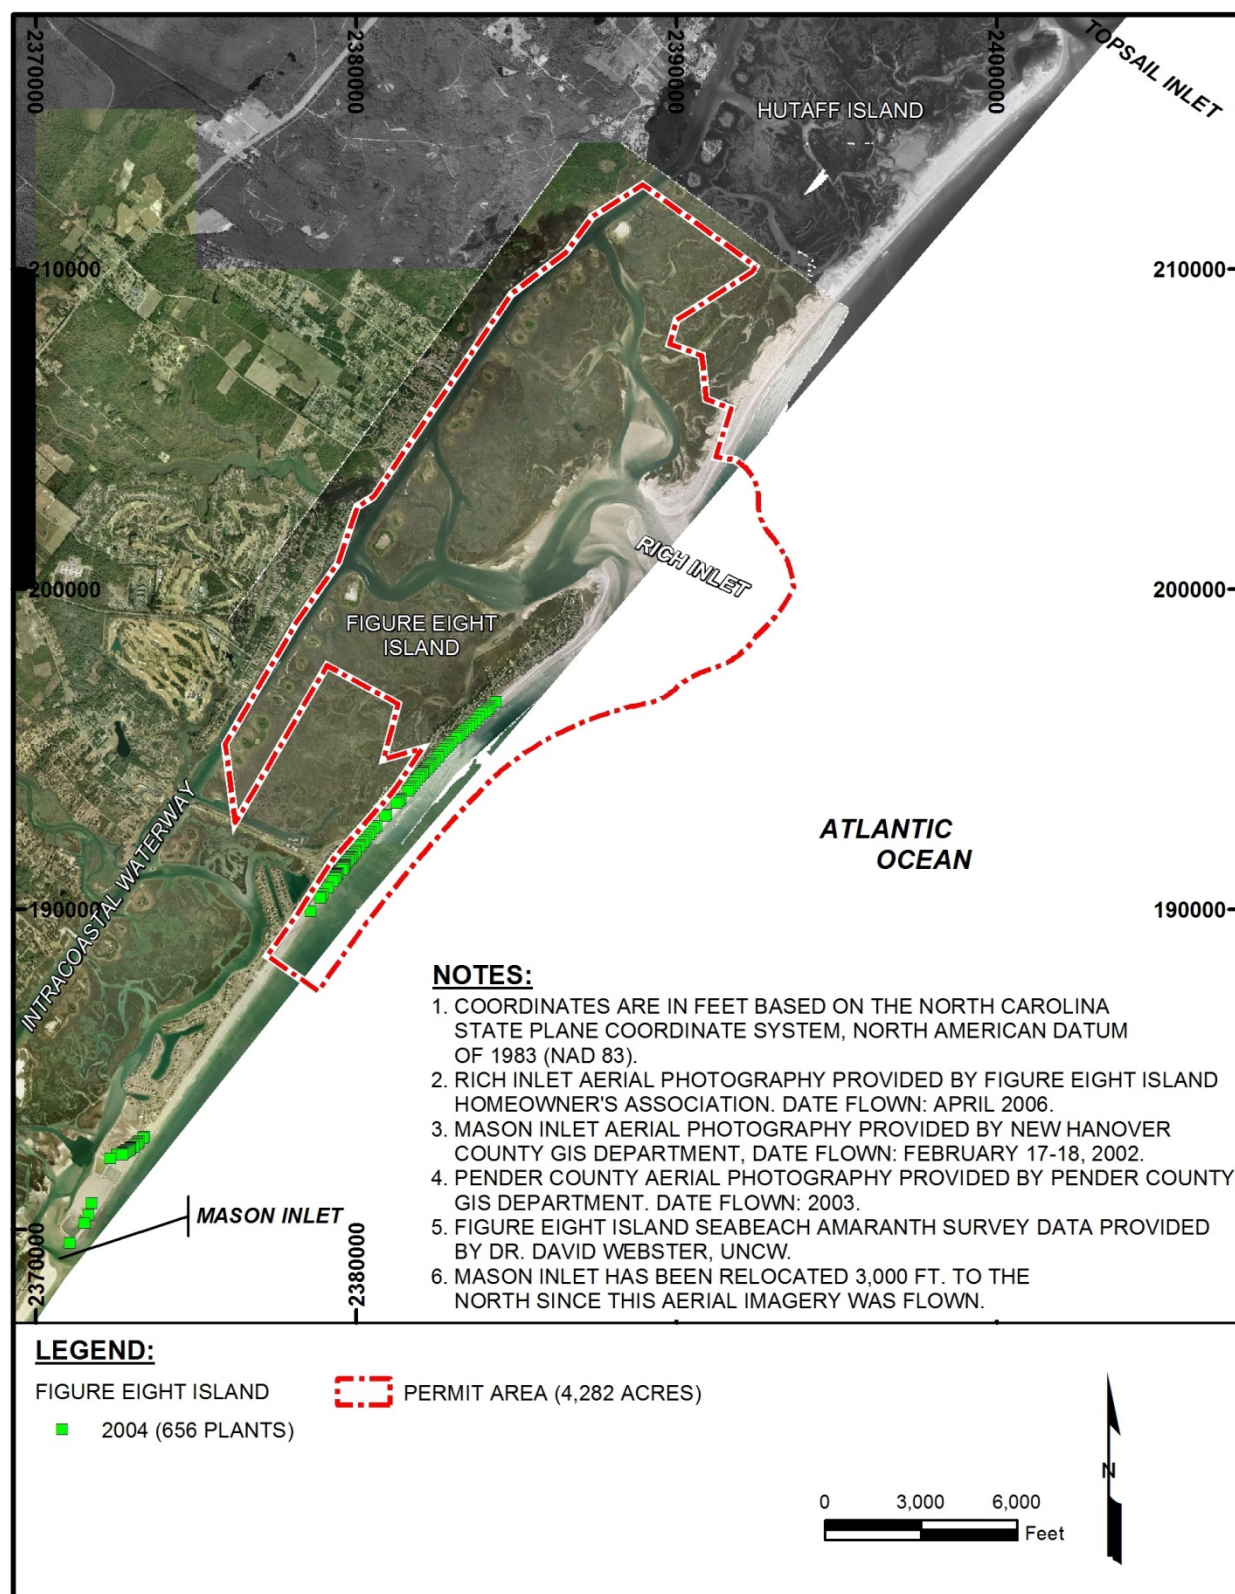 2370000
2380000
2390000
2400000
TOPSAIL INLET
HUTAFF ISLAND
210000
210000
RICH INLET
200000
200000
FIGURE EIGHT
ISLAND
INTRACOASTAL WATERWAY
ATLANTIC
OCEAN
190000
190000
NOTES:
1. COORDINATES ARE IN FEET BASED ON THE NORTH CAROLINA
STATE PLANE COORDINATE SYSTEM, NORTH AMERICAN DATUM
OF 1983 (NAD 83).
2. RICH INLET AERIAL PHOTOGRAPHY PROVIDED BY FIGURE EIGHT ISLAND
HOMEOWNER'S ASSOCIATION. DATE FLOWN: APRIL 2006.
3. MASON INLET AERIAL PHOTOGRAPHY PROVIDED BY NEW HANOVER
COUNTY GIS DEPARTMENT, DATE FLOWN: FEBRUARY 17-18, 2002.
4. PENDER COUNTY AERIAL PHOTOGRAPHY PROVIDED BY PENDER COUNTY
GIS DEPARTMENT. DATE FLOWN: 2003.
5. FIGURE EIGHT ISLAND SEABEACH AMARANTH SURVEY DATA PROVIDED
BY DR. DAVID WEBSTER, UNCW.
6. MASON INLET HAS BEEN RELOCATED 3,000 FT. TO THE
NORTH SINCE THIS AERIAL IMAGERY WAS FLOWN.
MASON INLET
2370000
2380000
LEGEND:
FIGURE EIGHT ISLAND
PERMIT AREA (4,282 ACRES)
2004 (656 PLANTS)
N
0 3,000 6,000
Feet